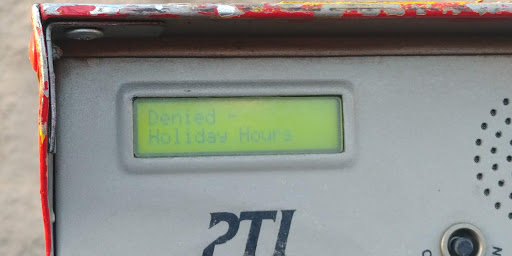 Denied -
Holiday Hours
PTI